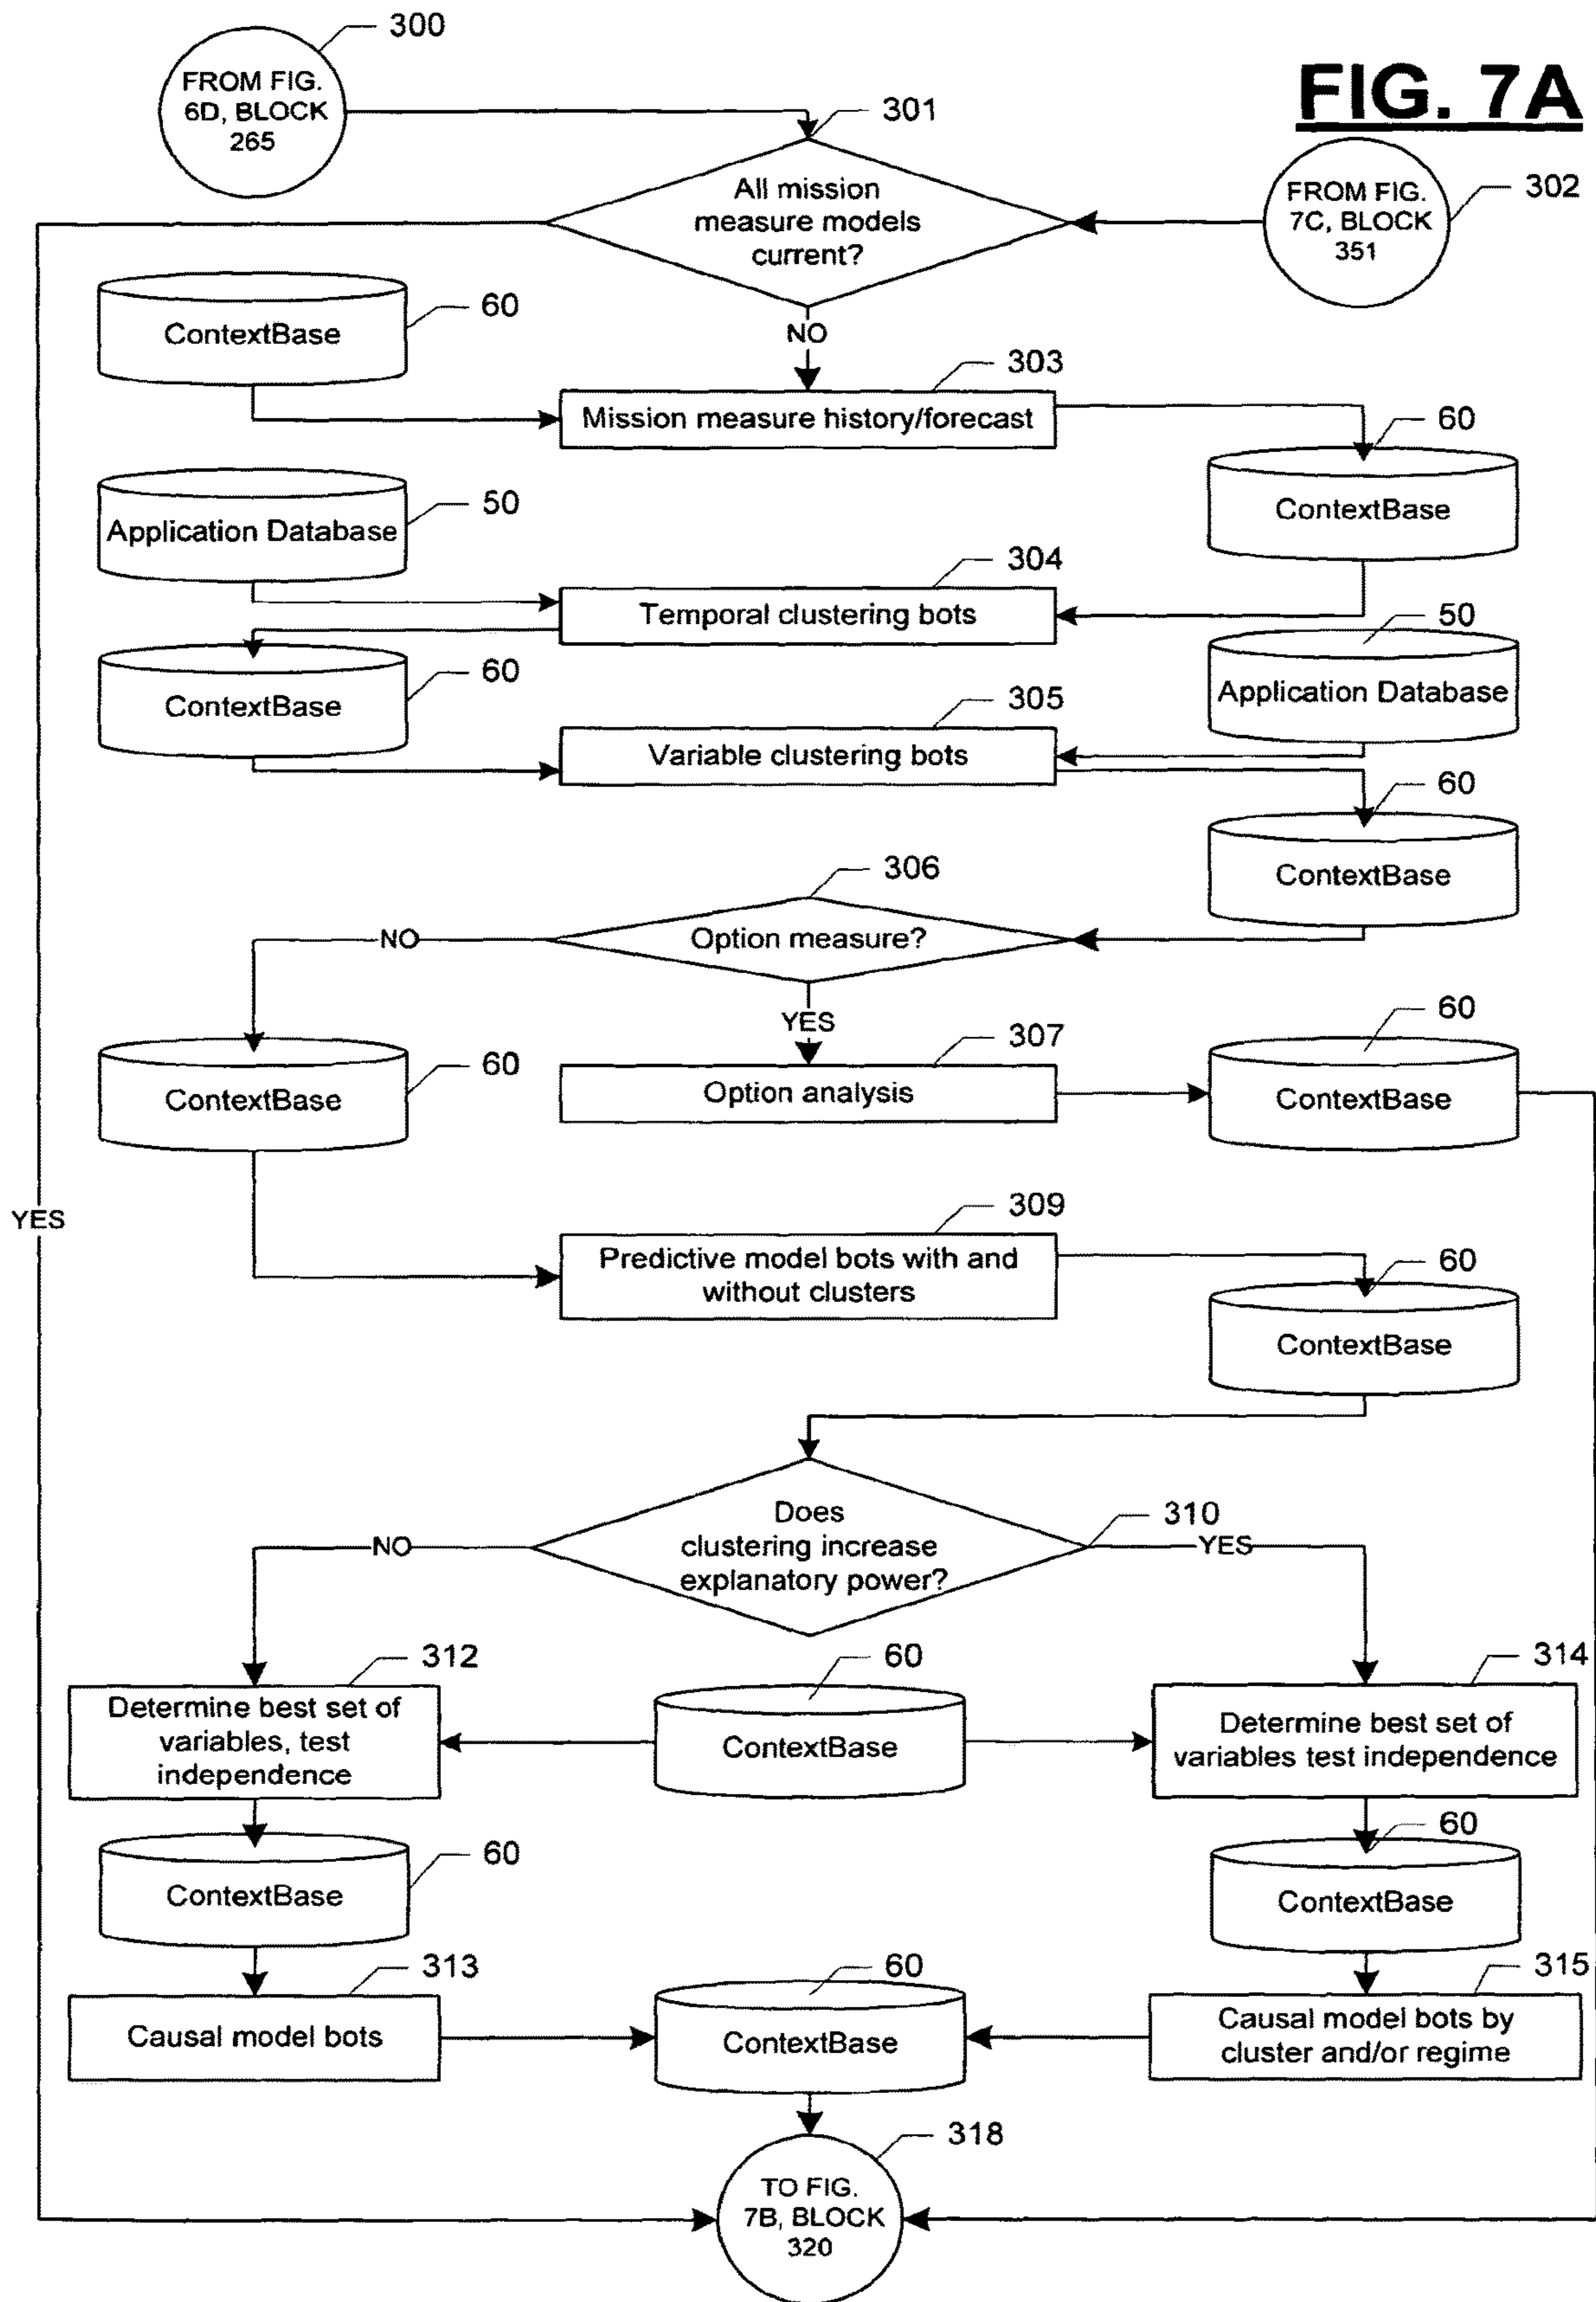 300
FROM FIG.
6D, BLOCK
265
FIG. 7A
301
All mission
measure models
current?
302
FROM FIG.
7C, BLOCK
351
60
ContextBase
NO
303
Mission measure history/forecast
60
ContextBase
50
Application Database
304
Temporal clustering bots
50
Application Database
60
ContextBase
305
Variable clustering bots
60
ContextBase
306
Option measure?
NO
YES
60
ContextBase
307
Option analysis
60
ContextBase
YES
309
Predictive model bots with and
without clusters
60
ContextBase
310
Does
clustering increase
explanatory power?
NO
YES
312
Determine best set of
variables, test
independence
60
ContextBase
314
Determine best set of
variables test independence
60
ContextBase
60
ContextBase
313
Causal model bots
60
ContextBase
315
Causal model bots by
cluster and/or regime
318
TO FIG.
7B, BLOCK
320